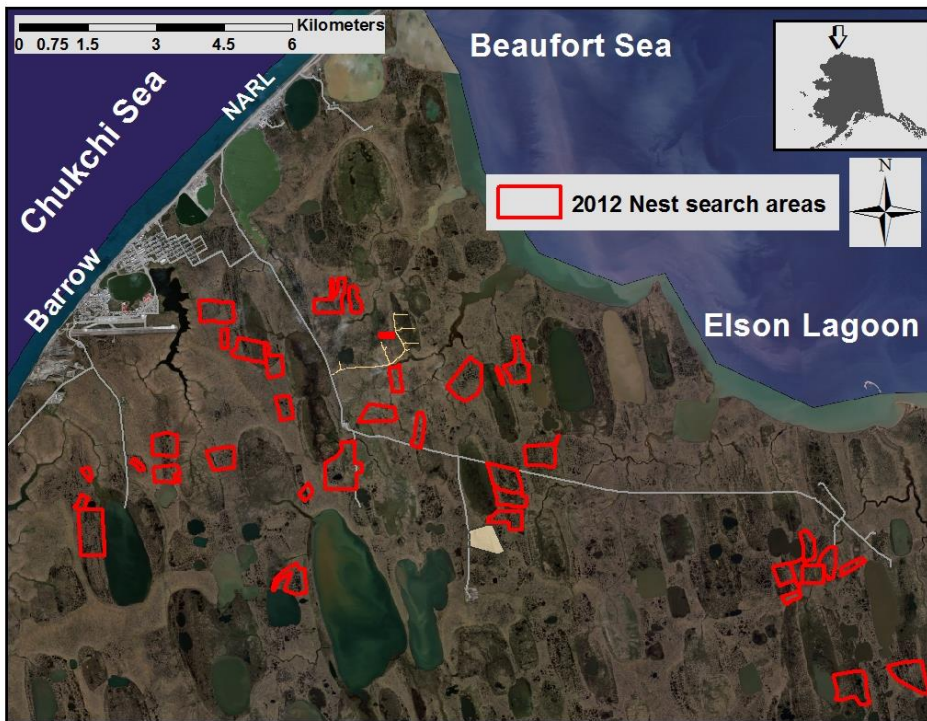 Kilometers
0 0.75 1.5 3 4.5 6
Beaufort Sea
Chukchi Sea
NARL
N
2012 Nest search areas
Barrow
Elson Lagoon